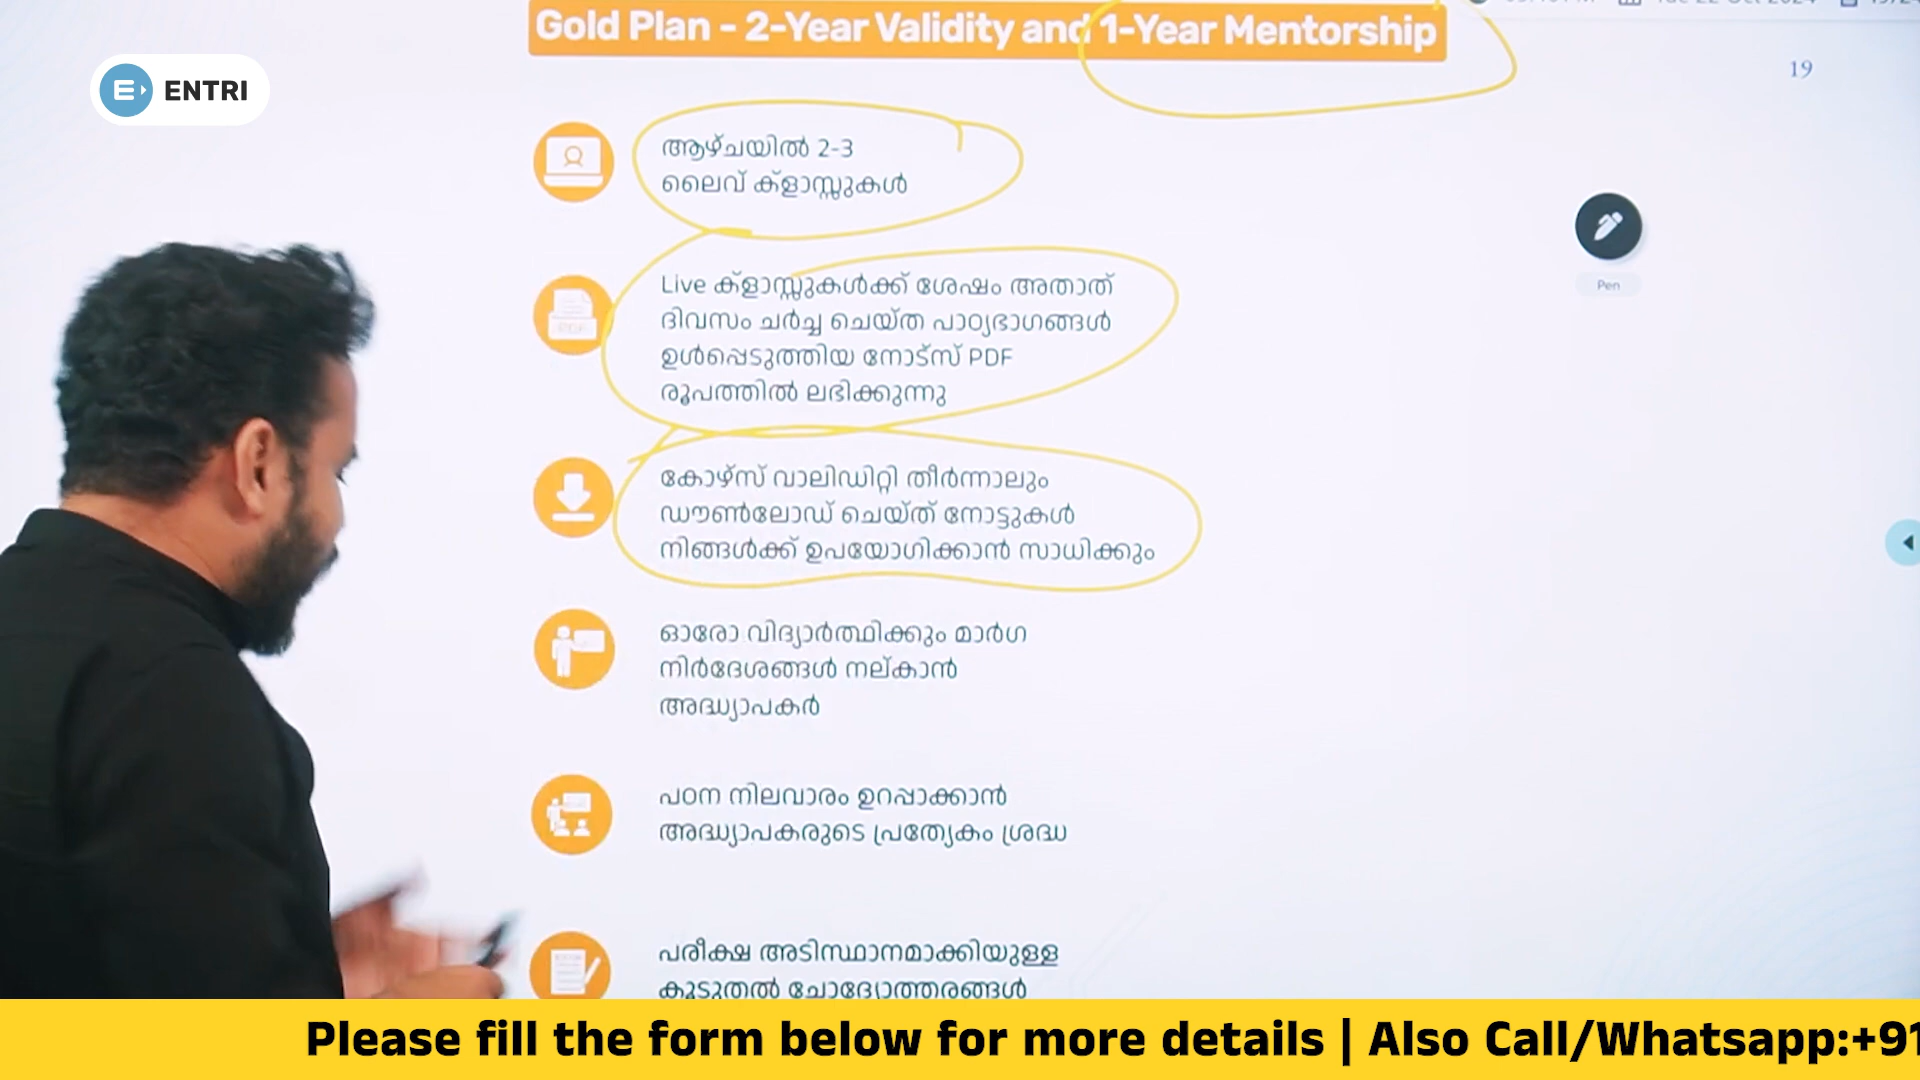 Gold Plan - 2-Year Validity and 1-Year Mentorship
19
ENTRI
ആഴ്ചയിൽ 2-3
ലൈവ് ക്ളാസ്സുകൾ
Live ക്ളാസ്സുകൾക്ക് ശേഷം അതാത്
ദിവസം ചർച്ച ചെയ്ത പാഠ്യഭാഗങ്ങൾ
ഉൾപ്പെടുത്തിയ നോട്സ് PDF
രൂപത്തിൽ ലഭിക്കുന്നു
Pen
കോഴ്സ് വാലിഡിറ്റി തീർന്നാലും
ഡൗൺലോഡ് ചെയ്ത് നോട്ടുകൾ
നിങ്ങൾക്ക് ഉപയോഗിക്കാൻ സാധിക്കും
ഓരോ വിദ്യാർത്ഥിക്കും മാർഗ
നിർദേശങ്ങൾ നല്കാൻ
അദ്ധ്യാപകർ
പഠന നിലവാരം ഉറപ്പാക്കാൻ
അദ്ധ്യാപകരുടെ പ്രത്യേകം ശ്രദ്ധ
പരീക്ഷ അടിസ്ഥാനമാക്കിയുള്ള
കൂടുതൽ ചോദ്യോത്തരങ്ങൾ
Please fill the form below for more details | Also Call/Whatsapp:+91